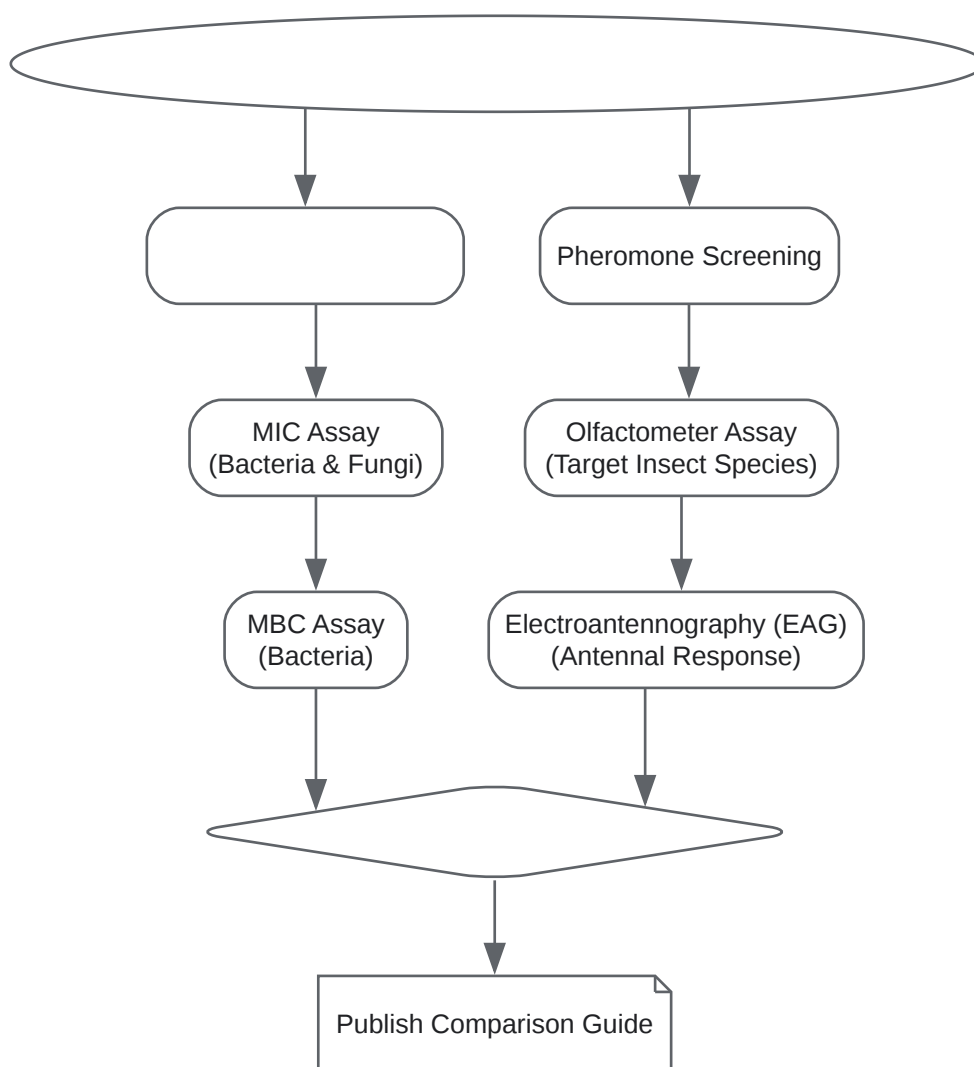 Pheromone Screening
MIC Assay
(Bacteria & Fungi)
Olfactometer Assay
(Target Insect Species)
MBC Assay
(Bacteria)
Electroantennography (EAG)
(Antennal Response)
Publish Comparison Guide